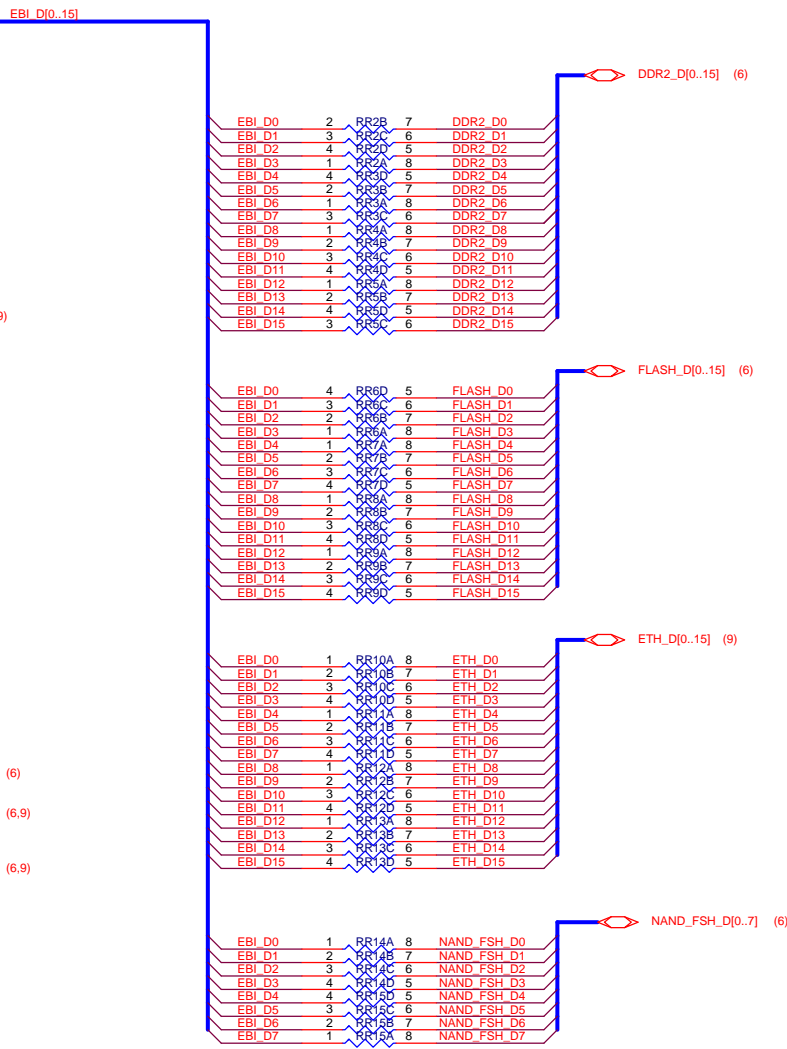 EBI_D[0..15]
DDR2_D[0..15] (6)
EBI_D0 2 RR2B 7 DDR2_D0
EBI_D1 3 RR2C 6 DDR2_D1
EBI_D2 4 RR2D 5 DDR2_D2
EBI_D3 1 RR2A 8 DDR2_D3
EBI_D4 4 RR3D 5 DDR2_D4
EBI_D5 2 RR3B 7 DDR2_D5
EBI_D6 1 RR3A 8 DDR2_D6
EBI_D7 3 RR3C 6 DDR2_D7
EBI_D8 1 RR4A 8 DDR2_D8
EBI_D9 2 RR4B 7 DDR2_D9
EBI_D10 3 RR4C 6 DDR2_D10
EBI_D11 4 RR4D 5 DDR2_D11
EBI_D12 1 RR5A 8 DDR2_D12
EBI_D13 2 RR5B 7 DDR2_D13
EBI_D14 4 RR5D 5 DDR2_D14
9)
EBI_D15 3 RR5C 6 DDR2_D15
FLASH_D[0..15] (6)
EBI_D0 4 RR6D 5 FLASH_D0
EBI_D1 3 RR6C 6 FLASH_D1
EBI_D2 2 RR6B 7 FLASH_D2
EBI_D3 1 RR6A 8 FLASH_D3
EBI_D4 1 RR7A 8 FLASH_D4
EBI_D5 2 RR7B 7 FLASH_D5
EBI_D6 3 RR7C 6 FLASH_D6
EBI_D7 4 RR7D 5 FLASH_D7
EBI_D8 1 RR8A 8 FLASH_D8
EBI_D9 2 RR8B 7 FLASH_D9
EBI_D10 3 RR8C 6 FLASH_D10
EBI_D11 4 RR8D 5 FLASH_D11
EBI_D12 1 RR9A 8 FLASH_D12
EBI_D13 2 RR9B 7 FLASH_D13
EBI_D14 3 RR9C 6 FLASH_D14
EBI_D15 4 RR9D 5 FLASH_D15
ETH_D[0..15] (9)
EBI_D0 1 RR10A 8 ETH_D0
EBI_D1 2 RR10B 7 ETH_D1
EBI_D2 3 RR10C 6 ETH_D2
EBI_D3 4 RR10D 5 ETH_D3
EBI_D4 1 RR11A 8 ETH_D4
EBI_D5 2 RR11B 7 ETH_D5
EBI_D6 3 RR11C 6 ETH_D6
EBI_D7 4 RR11D 5 ETH_D7
EBI_D8 1 RR12A 8 ETH_D8
(6)
EBI_D9 2 RR12B 7 ETH_D9
EBI_D10 3 RR12C 6 ETH_D10
EBI_D11 4 RR12D 5 ETH_D11
(6,9)
EBI_D12 1 RR13A 8 ETH_D12
EBI_D13 2 RR13B 7 ETH_D13
EBI_D14 3 RR13C 6 ETH_D14
EBI_D15 4 RR13D 5 ETH_D15
(6,9)
NAND_FSH_D[0..7] (6)
EBI_D0 1 RR14A 8 NAND_FSH_D0
EBI_D1 2 RR14B 7 NAND_FSH_D1
EBI_D2 3 RR14C 6 NAND_FSH_D2
EBI_D3 4 RR14D 5 NAND_FSH_D3
EBI_D4 4 RR15D 5 NAND_FSH_D4
EBI_D5 3 RR15C 6 NAND_FSH_D5
EBI_D6 2 RR15B 7 NAND_FSH_D6
EBI_D7 1 RR15A 8 NAND_FSH_D7